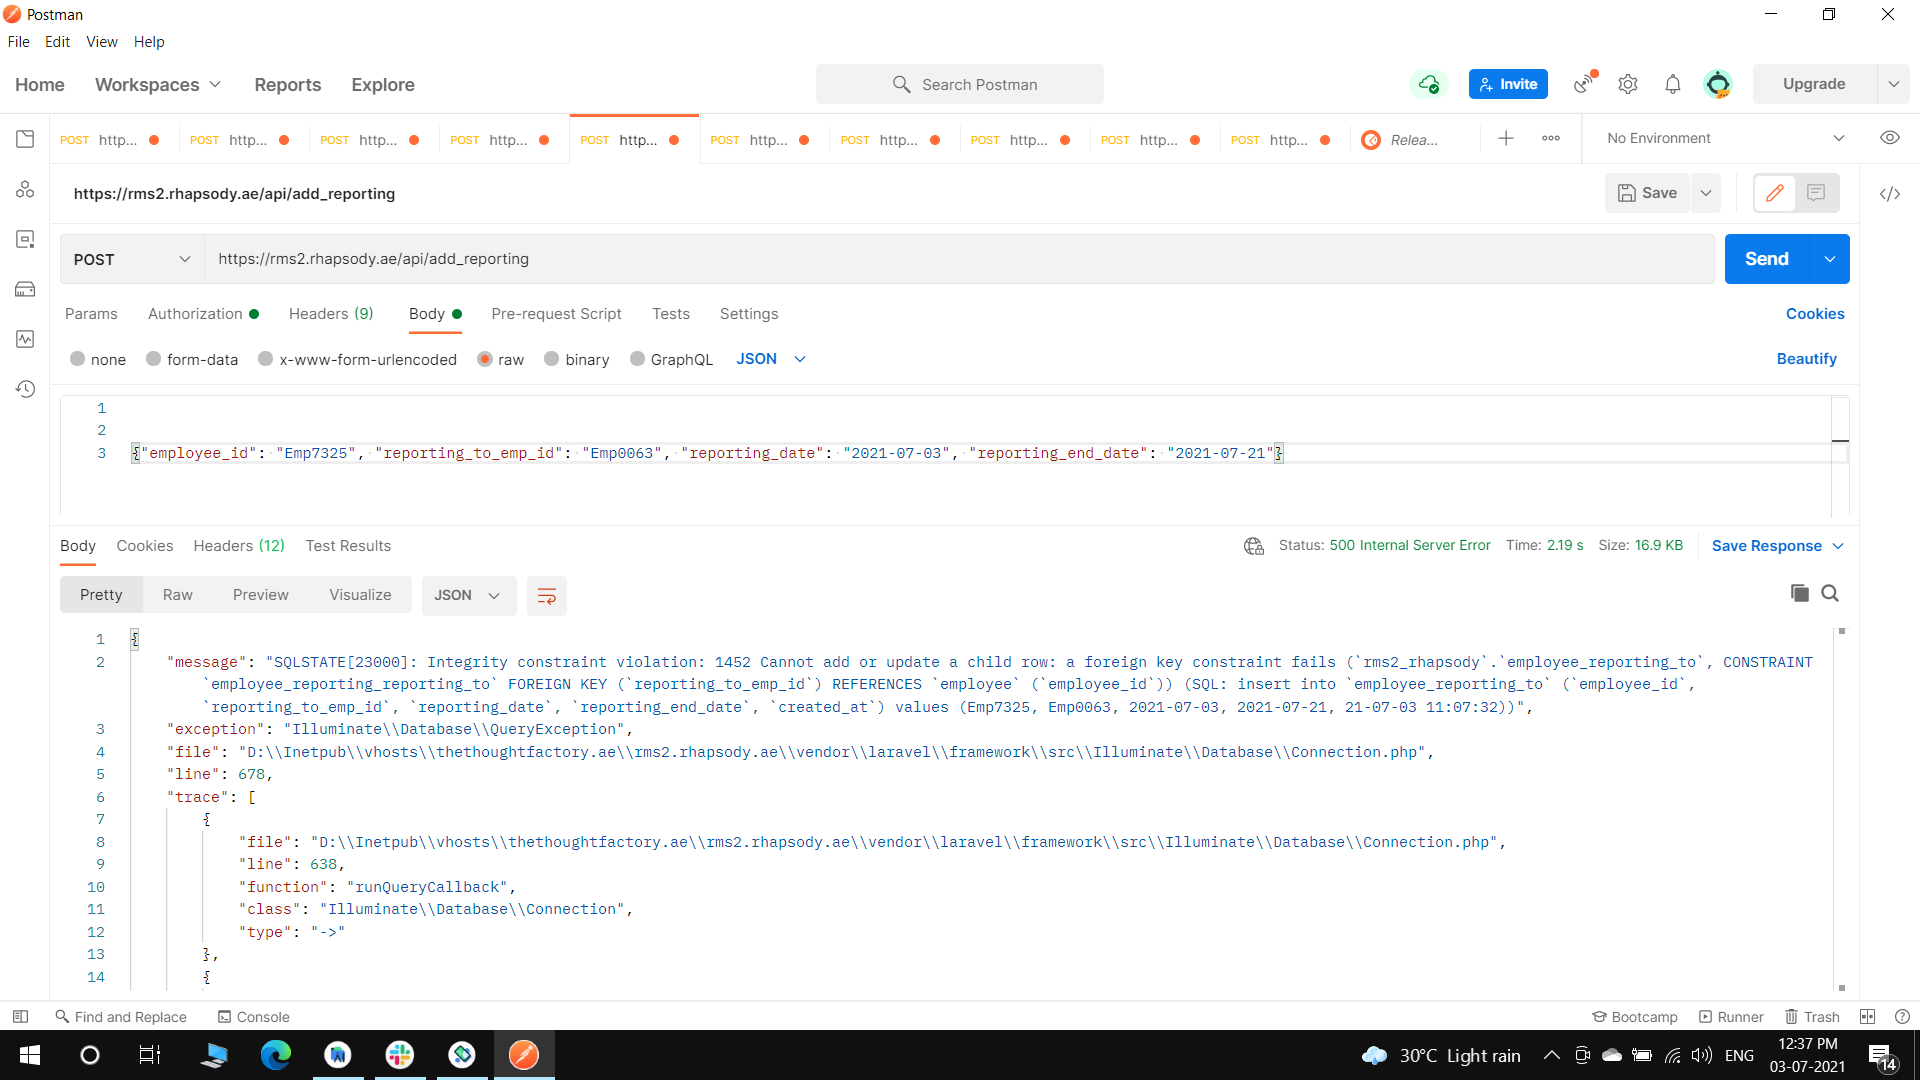 Postman
File Edit View Help
Home Workspaces Reports Explore Search Postman Invite Upgrade
POST http... POST http... POST http... POST http... POST http... POST http... POST http... POST http... POST http... POST http... Relea... No Environment
https://rms2.rhapsody.ae/api/add_reporting Save
POST https://rms2.rhapsody.ae/api/add_reporting Send
Params Authorization Headers (9) Body Pre-request Script Tests Settings Cookies
none form-data x-www-form-urlencoded raw binary GraphQL JSON Beautify
1
2
3 {"employee_id": "Emp7325", "reporting_to_emp_id": "Emp0063", "reporting_date": "2021-07-03", "reporting_end_date": "2021-07-21"}
Body Cookies Headers (12) Test Results Status: 500 Internal Server Error Time: 2.19 s Size: 16.9 KB Save Response
Pretty Raw Preview Visualize JSON
1 {
2 "message": "SQLSTATE[23000]: Integrity constraint violation: 1452 Cannot add or update a child row: a foreign key constraint fails (`rms2_rhapsody`.`employee_reporting_to`, CONSTRAINT
`employee_reporting_reporting_to` FOREIGN KEY (`reporting_to_emp_id`) REFERENCES `employee` (`employee_id`)) (SQL: insert into `employee_reporting_to` (`employee_id`,
`reporting_to_emp_id`, `reporting_date`, `reporting_end_date`, `created_at`) values (Emp7325, Emp0063, 2021-07-03, 2021-07-21, 21-07-03 11:07:32))",
3 "exception": "Illuminate\\Database\\QueryException",
4 "file": "D:\\Inetpub\\vhosts\\thethoughtfactory.ae\\rms2.rhapsody.ae\\vendor\\laravel\\framework\\src\\Illuminate\\Database\\Connection.php",
5 "line": 678,
6 "trace": [
7 {
8 "file": "D:\\Inetpub\\vhosts\\thethoughtfactory.ae\\rms2.rhapsody.ae\\vendor\\laravel\\framework\\src\\Illuminate\\Database\\Connection.php",
9 "line": 638,
10 "function": "runQueryCallback",
11 "class": "Illuminate\\Database\\Connection",
12 "type": "->"
13 },
14 {
Find and Replace Console Bootcamp Runner Trash
30°C Light rain ENG 12:37 PM
03-07-2021 14